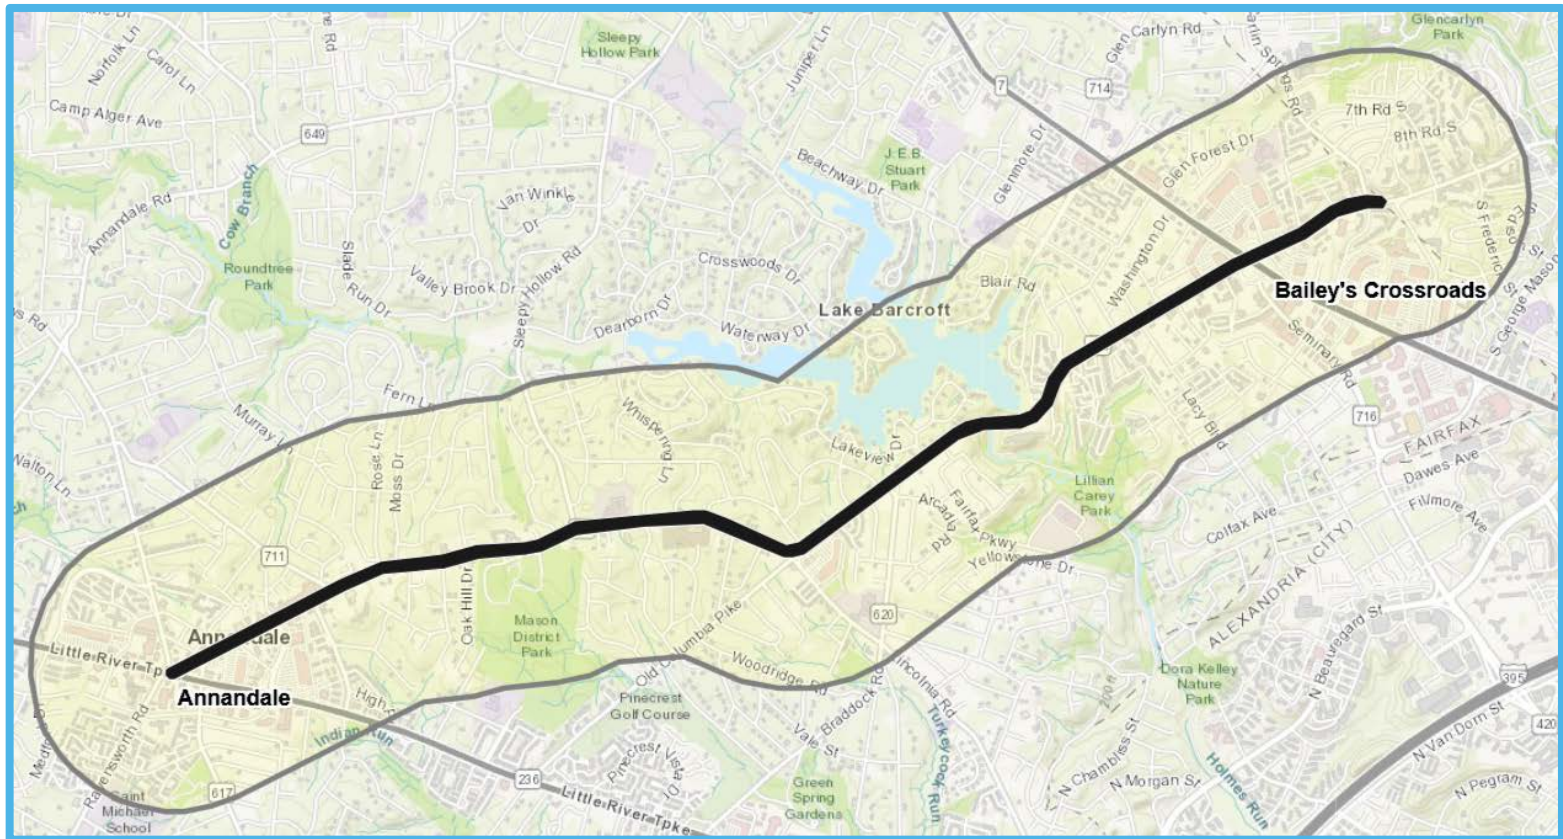 Glencarlyn
Park
Sleepy
Hollow Park
Juniper Ln
Glen Carlyn Rd
Norfolk Ln
Carol Ln
7
714
Camp Alger Ave
649
7th Rd S
8th Rd S
J.E.B.
Stuart
Park
Beachway Dr
Glenmore Dr
Glen Forest Dr
Annandale Rd
Cow Branch
Van Winkle
Dr
Roundtree
Park
Slade Run Dr
Valley Brook Dr
Sleepy Hollow Rd
Crosswoods Dr
Washington Dr
S Frederick St
S George Mason
Blair Rd
Bailey's Crossroads
Lake Barcroft
Dearborn Dr
Waterway Dr
Seminary Rd
Fern Ln
Murray Ln
Rose Ln
Moss Dr
Whispering Ln
Lakeview Dr
Lacy Blvd
716
FAIRFAX
Dawes Ave
Walton Ln
Lillian
Carey
Park
Fillmore Ave
Colfax Ave
Arcadia Rd
Fairfax Pkwy
Yellowstone Dr
711
Oak Hill Dr
Mason
District
Park
620
ALEXANDRIA (CITY)
N Beauregard St
Annandale
Little River Tpke
Annandale
Old Columbia Pike
Woodridge Rd
Braddock Rd
Lincolnia Rd
Pinecrest
Golf Course
Dora Kelley
Nature
Park
200 ft
395
Indian Run
Ravensworth Rd
Vale St
Turkeycock Run
N Chambliss St
N Van Dorn St
420
236
Pinecrest Vista Dr
Little River Tpke
617
Saint
Michael
School
Green
Spring
Gardens
N Morgan St
Holmes Run
N Pegram St